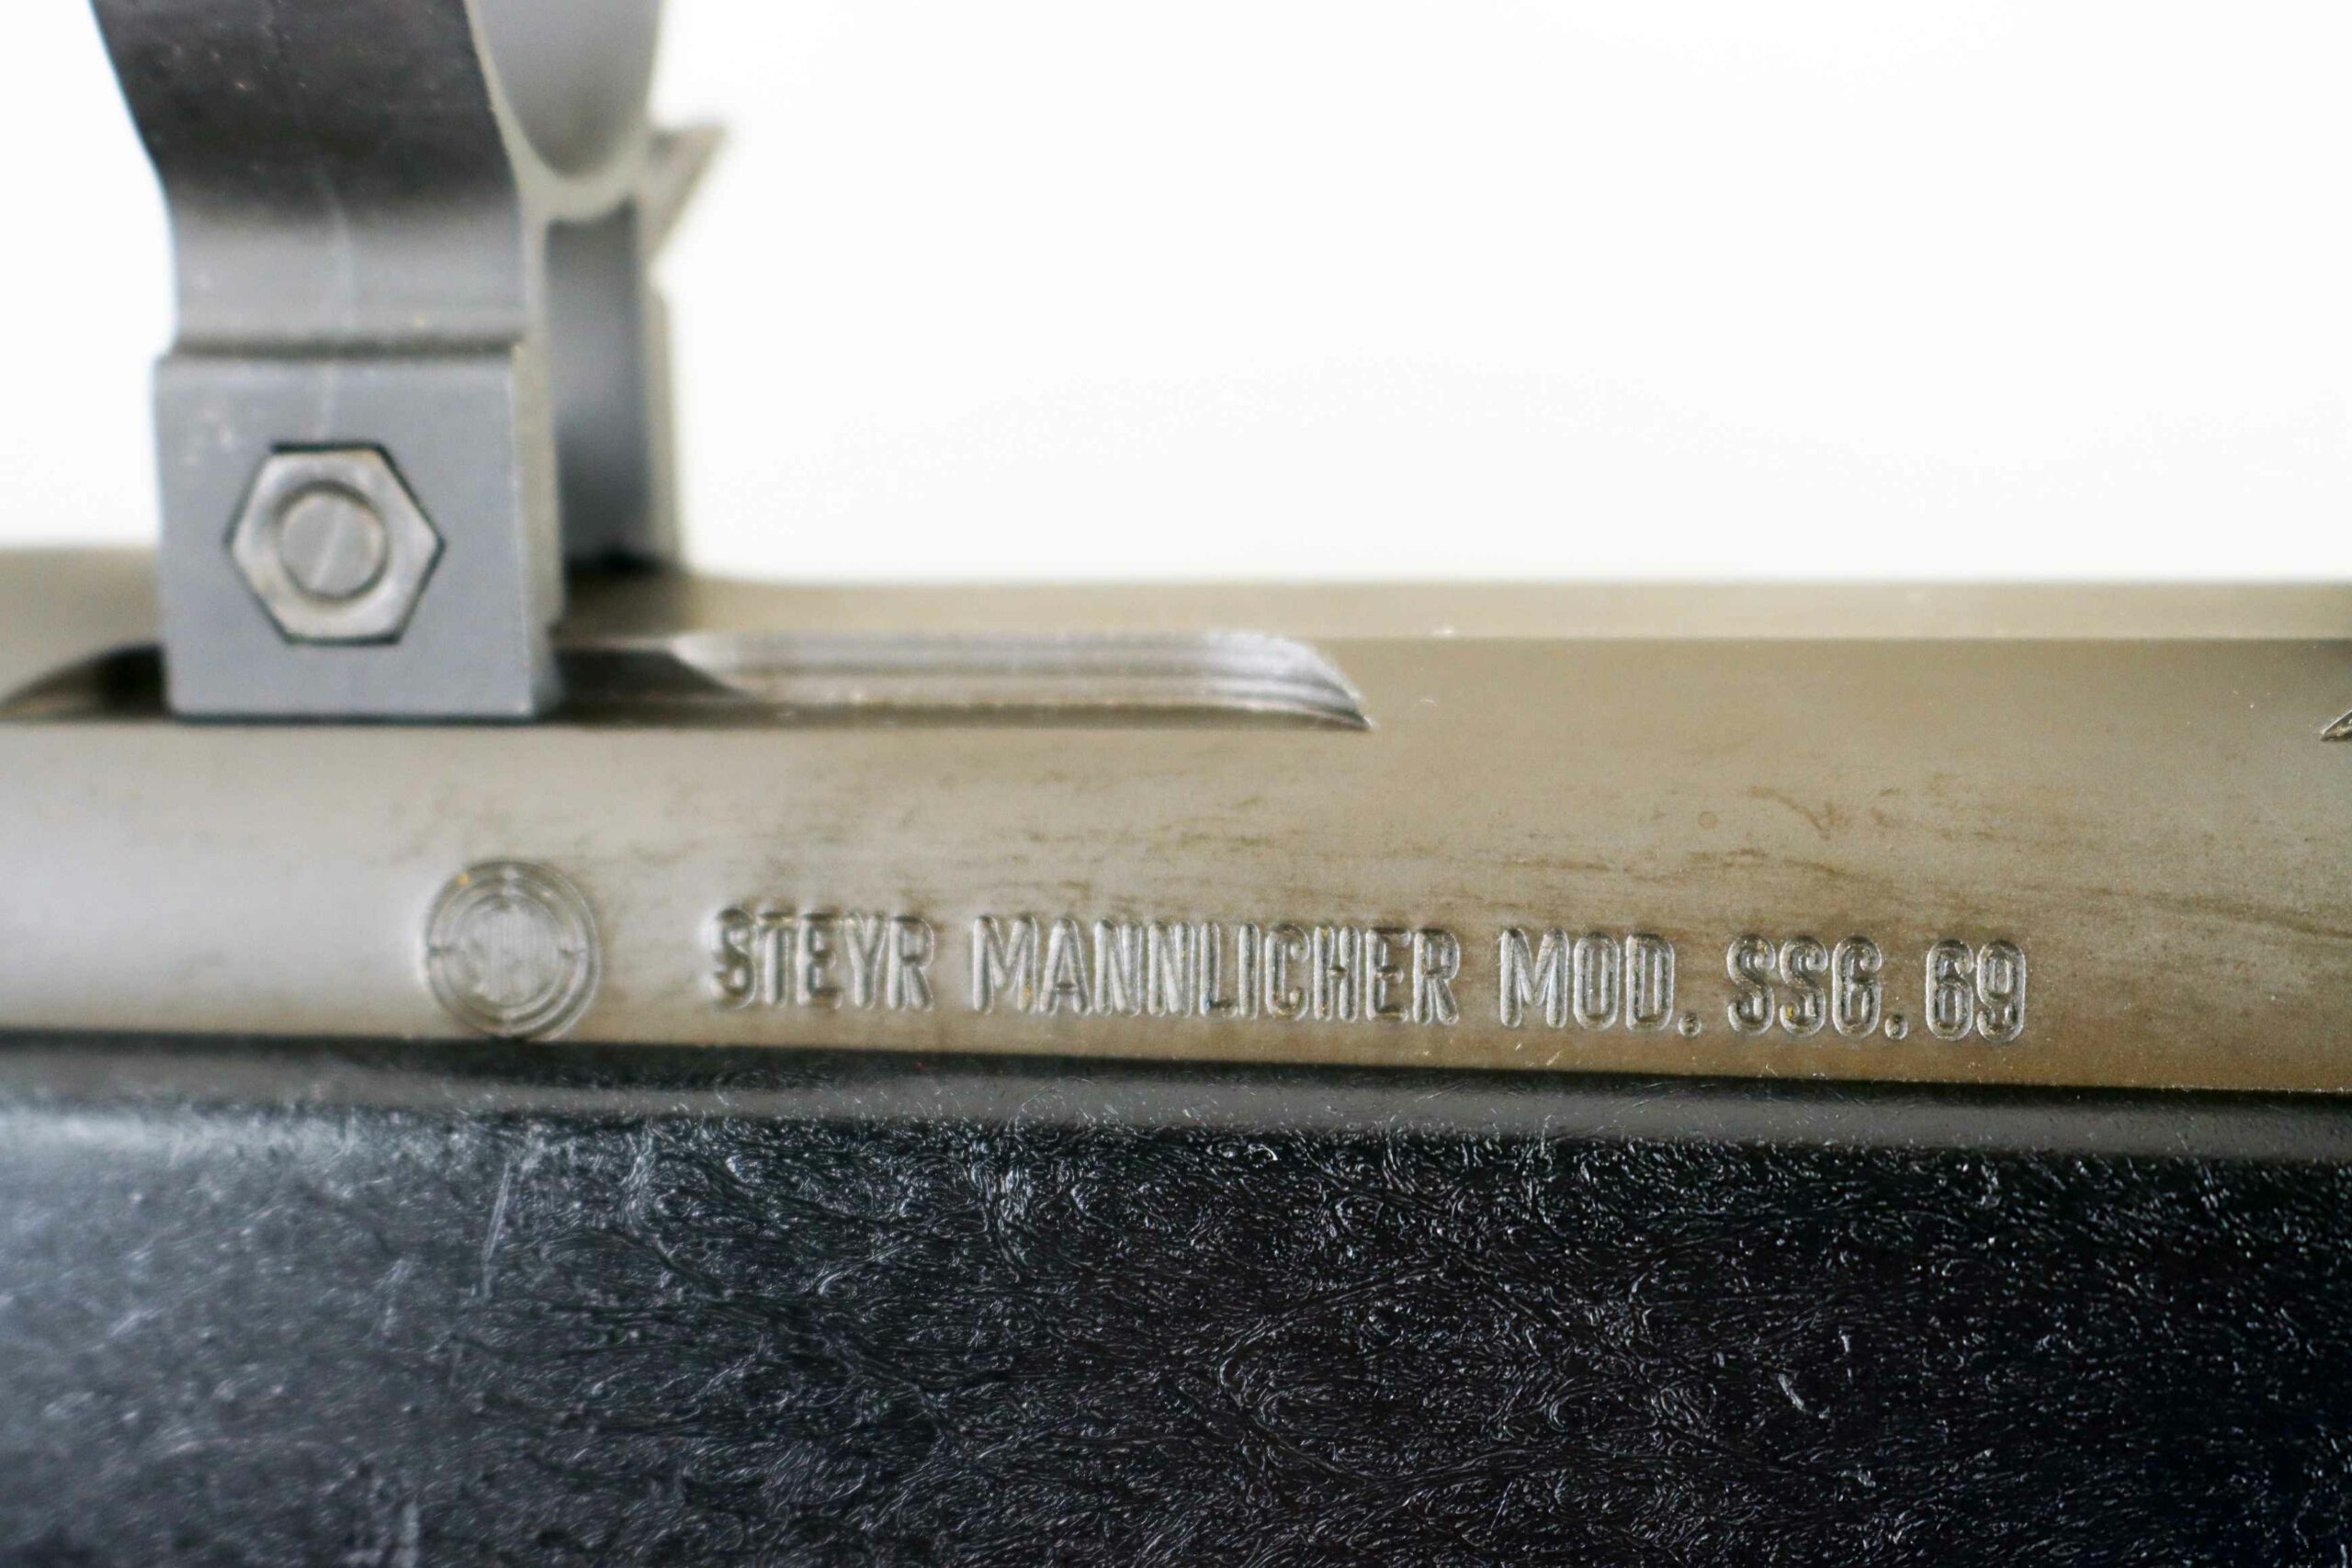 STEYR MANNLICHER MOD. SSG. 69